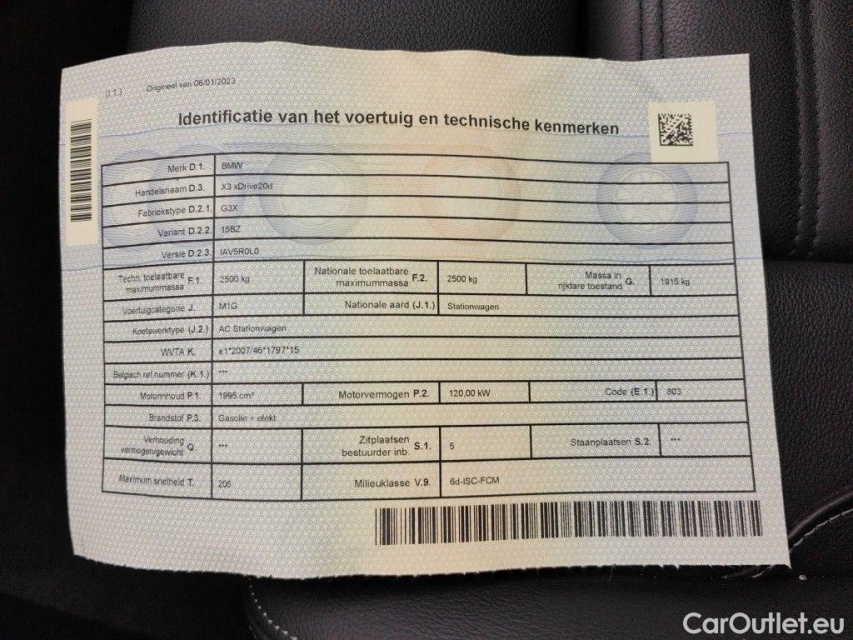 (I.1.) Origineel van 06/01/2023
Identificatie van het voertuig en technische kenmerken
Merk D.1. BMW
Handelsnaam D.3. X3 xDrive20d
Fabriekstype D.2.1 G3X
Variant D.2.2 15BZ
Versie D.2.3 IAV5R0L0
Techn. toelaatbare maximummassa F.1. 2500 kg Nationale toelaatbare maximummassa F.2. 2500 kg Massa in rijklare toestand G. 1915 kg
Voertuigcategorie J. M1G Nationale aard (J.1.) Stationwagen
Koetswerktype (J.2.) AC Stationwagen
WVTA K. e1*2007/46*1797*15
Belgisch ref.nummer (K.1.) ***
Motorinhoud P.1. 1995 cm³ Motorvermogen P.2. 120,00 kW Code (E.1.) 803
Brandstof P.3. Gasolie + elekt
Verhouding vermogen/gewicht Q. *** Zitplaatsen bestuurder inb. S.1. 5 Staanplaatsen S.2. ***
Maximum snelheid T. 205 Milieuklasse V.9. 6d-ISC-FCM
CarOutlet.eu